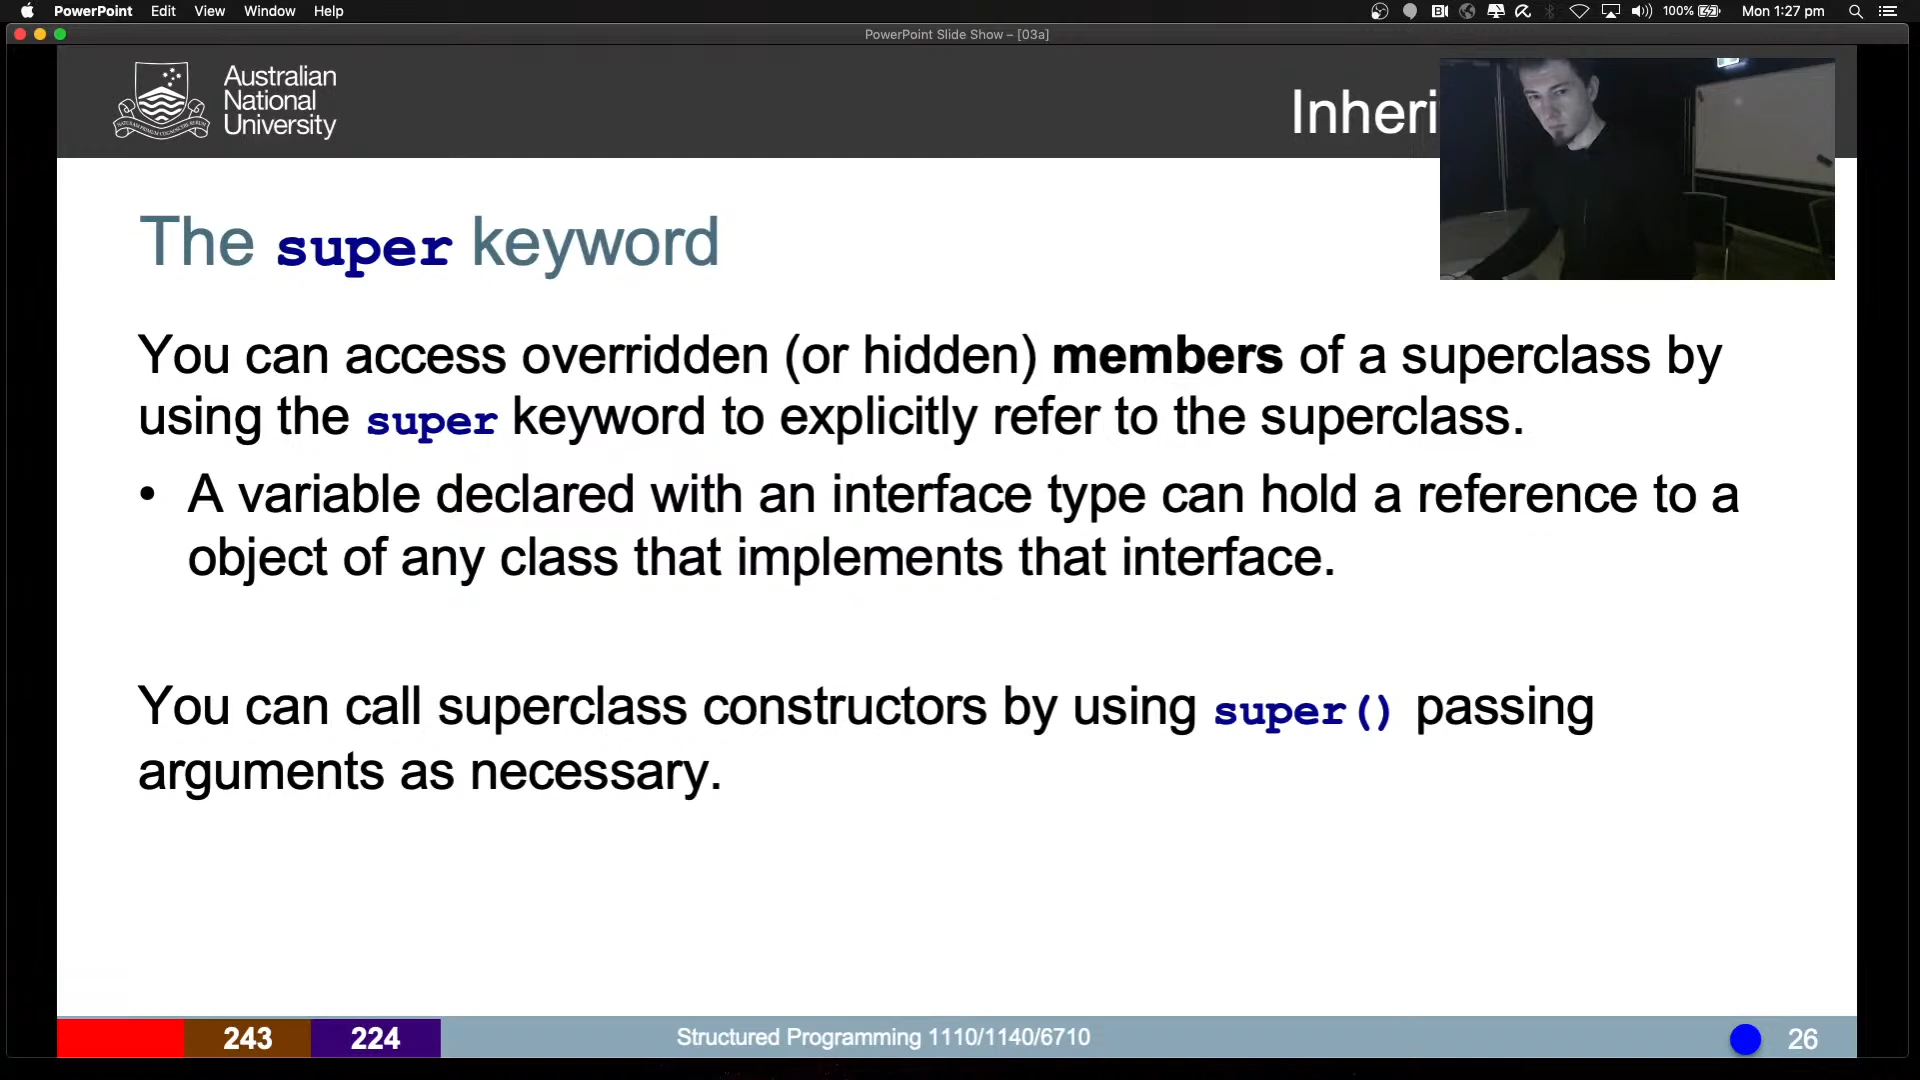 PowerPoint Edit View Window Help 100% Mon 1:27 pm
PowerPoint Slide Show – [03a]
Australian
National
University
Inheri
The super keyword
You can access overridden (or hidden) members of a superclass by
using the super keyword to explicitly refer to the superclass.
• A variable declared with an interface type can hold a reference to a
object of any class that implements that interface.
You can call superclass constructors by using super() passing
arguments as necessary.
243 224 Structured Programming 1110/1140/6710 26